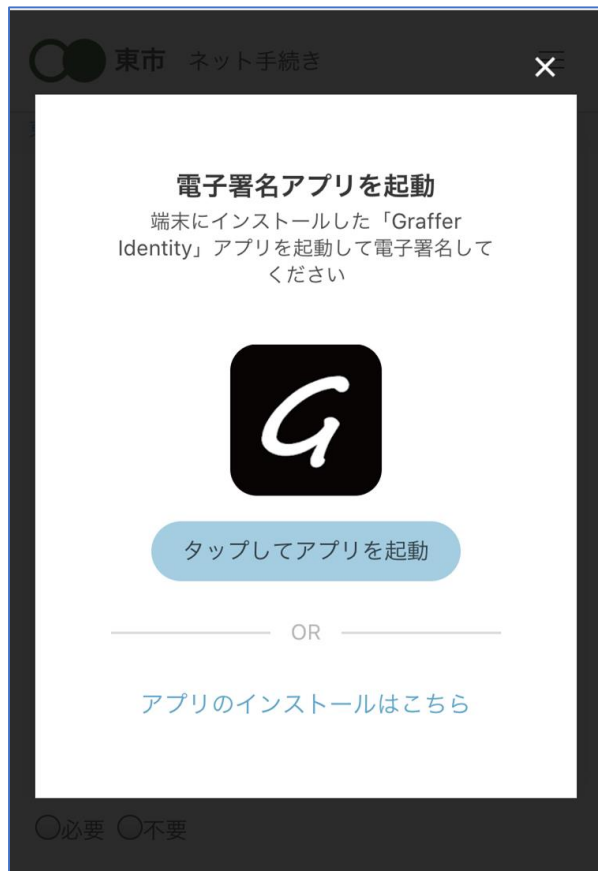 東市 ネット手続き
×
電子署名アプリを起動
端末にインストールした「Graffer
Identity」アプリを起動して電子署名して
ください
G
タップしてアプリを起動
OR
アプリのインストールはこちら
○必要 ○不要